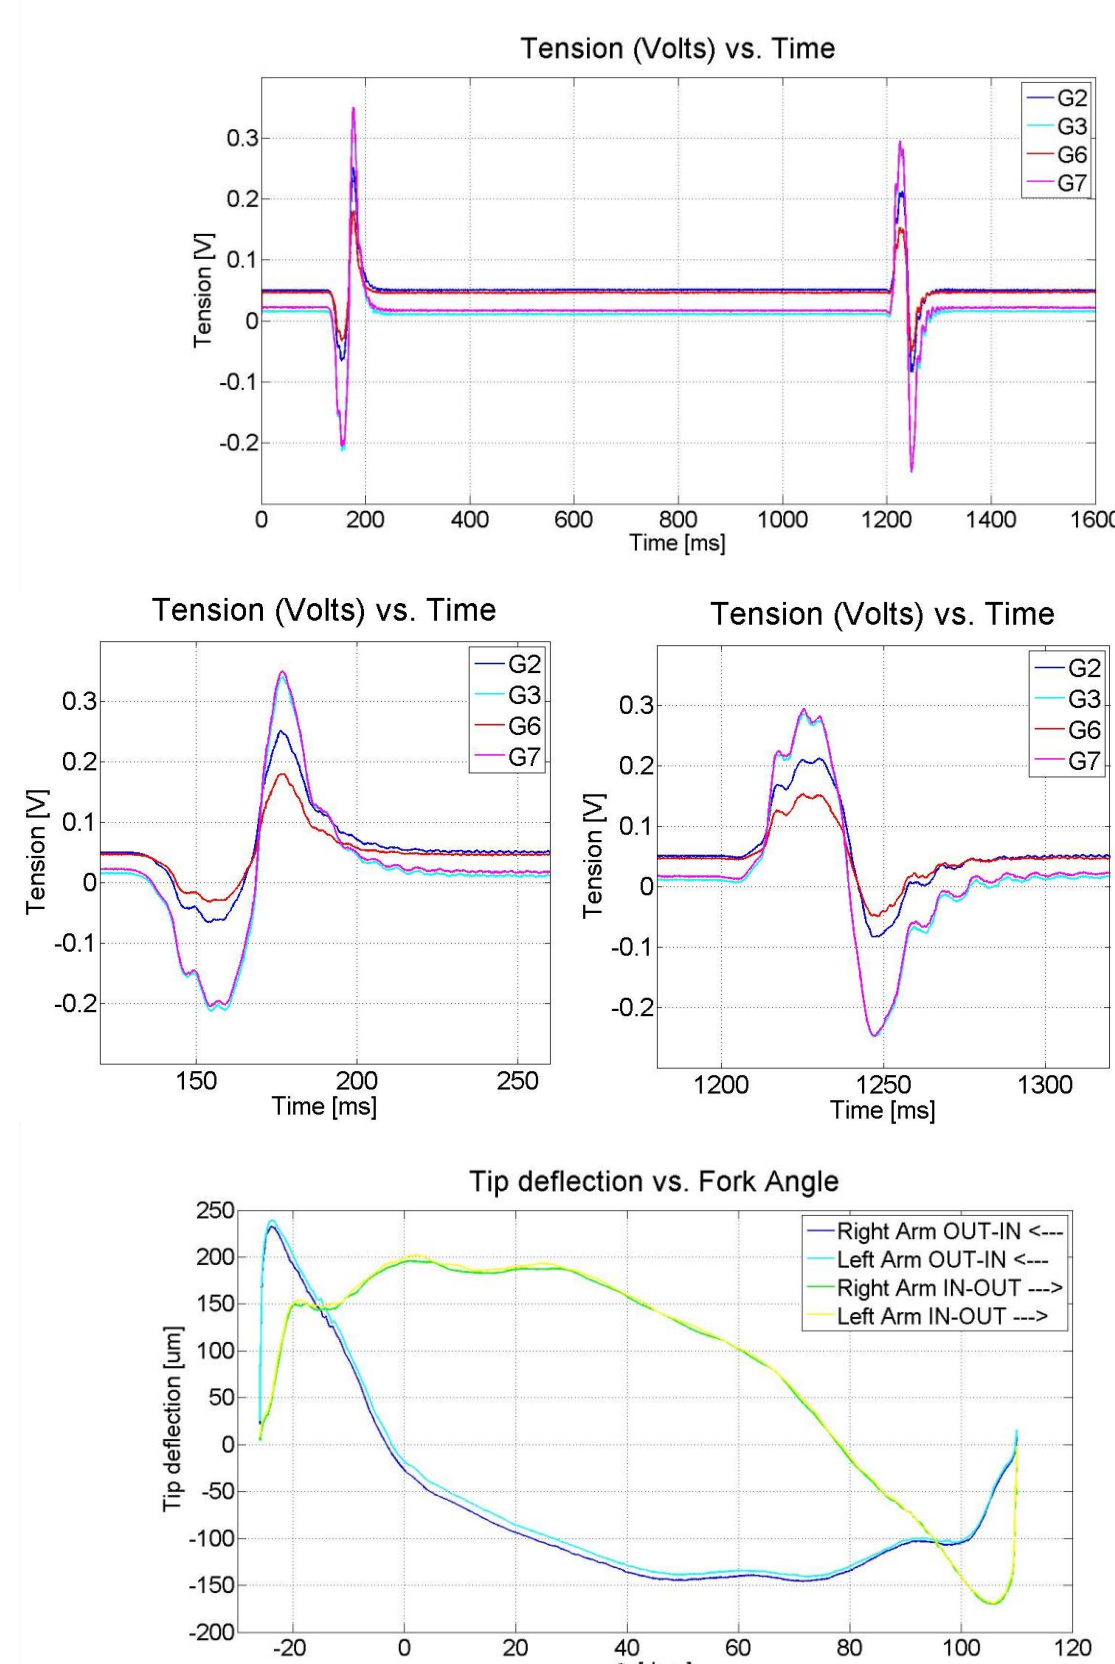 Tension (Volts) vs. Time
G2
G3
G6
G7
0.3
0.2
0.1
0
-0.1
-0.2
Tension [V]
0 200 400 600 800 1000 1200 1400
Time [ms]
Tension (Volts) vs. Time
G2
G3
G6
G7
0.3
0.2
0.1
0
-0.1
-0.2
Tension [V]
150 200 250
Time [ms]
Tension (Volts) vs. Time
G2
G3
G6
G7
0.3
0.2
0.1
0
-0.1
-0.2
Tension [V]
1200 1250 1300
Time [ms]
Tip deflection vs. Fork Angle
Right Arm OUT-IN <---
Left Arm OUT-IN <---
Right Arm IN-OUT --->
Left Arm IN-OUT --->
250
200
150
100
50
0
-50
-100
-150
-200
Tip deflection [um]
-20 0 20 40 60 80 100 120